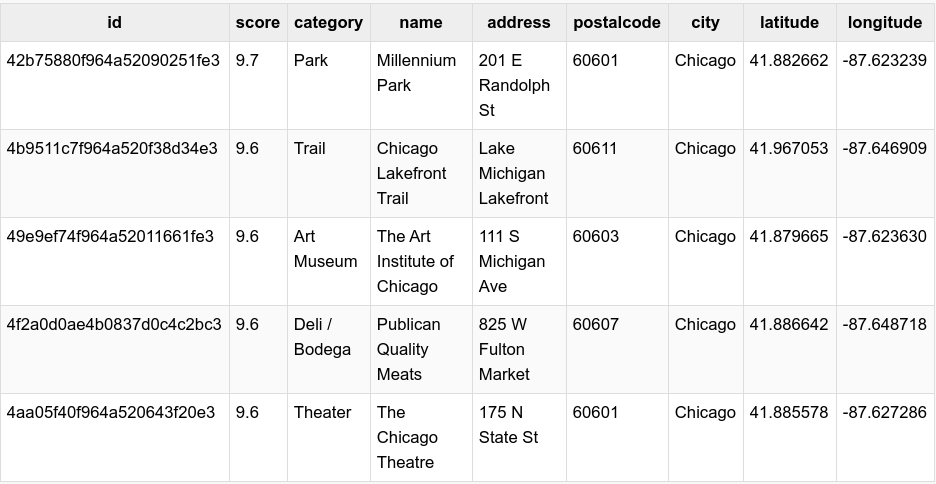 id score category name address postalcode city latitude longitude
42b75880f964a52090251fe3 9.7 Park Millennium 201 E 60601 Chicago 41.882662 -87.623239
Park Randolph
St
4b9511c7f964a520f38d34e3 9.6 Trail Chicago Lake 60611 Chicago 41.967053 -87.646909
Lakefront Michigan
Trail Lakefront
49e9ef74f964a52011661fe3 9.6 Art The Art 111 S 60603 Chicago 41.879665 -87.623630
Museum Institute of Michigan
Chicago Ave
4f2a0d0ae4b0837d0c4c2bc3 9.6 Deli / Publican 825 W 60607 Chicago 41.886642 -87.648718
Bodega Quality Fulton
Meats Market
4aa05f40f964a520643f20e3 9.6 Theater The 175 N 60601 Chicago 41.885578 -87.627286
Chicago State St
Theatre